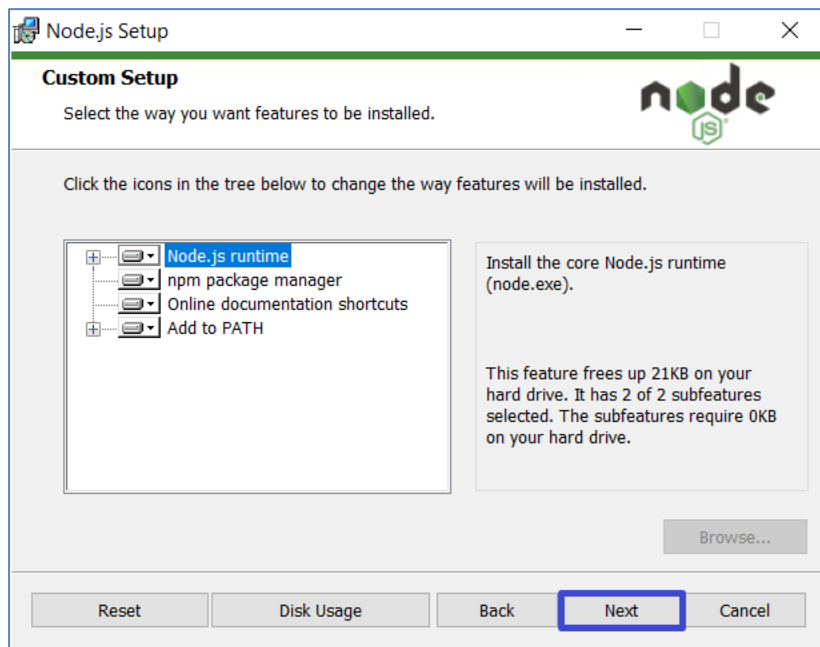 Node.js Setup
Custom Setup
Select the way you want features to be installed.
node
JS
Click the icons in the tree below to change the way features will be installed.
Node.js runtime
npm package manager
Online documentation shortcuts
Add to PATH
Install the core Node.js runtime
(node.exe).
This feature frees up 21KB on your
hard drive. It has 2 of 2 subfeatures
selected. The subfeatures require 0KB
on your hard drive.
Browse...
Reset
Disk Usage
Back
Next
Cancel